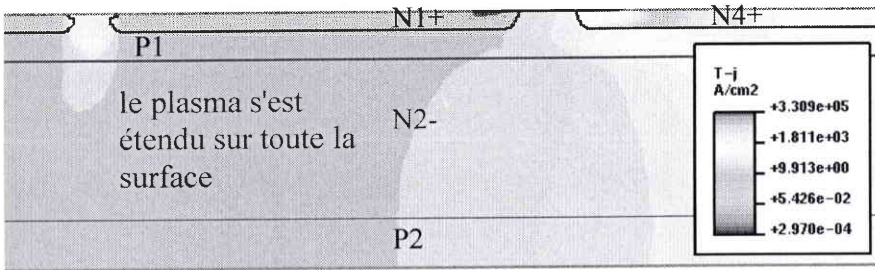 N1+ N4+
P1
le plasma s'est
étendu sur toute la
surface
N2-
P2
T-j
A/cm2
+3.309e+05
+1.811e+03
+9.913e+00
+5.426e-02
+2.970e-04